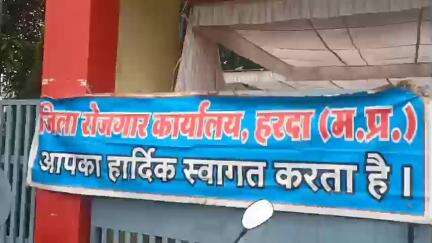 जिला रोजगार कार्यालय, हरदा (म.प्र.)
आपका हार्दिक स्वागत करता है।